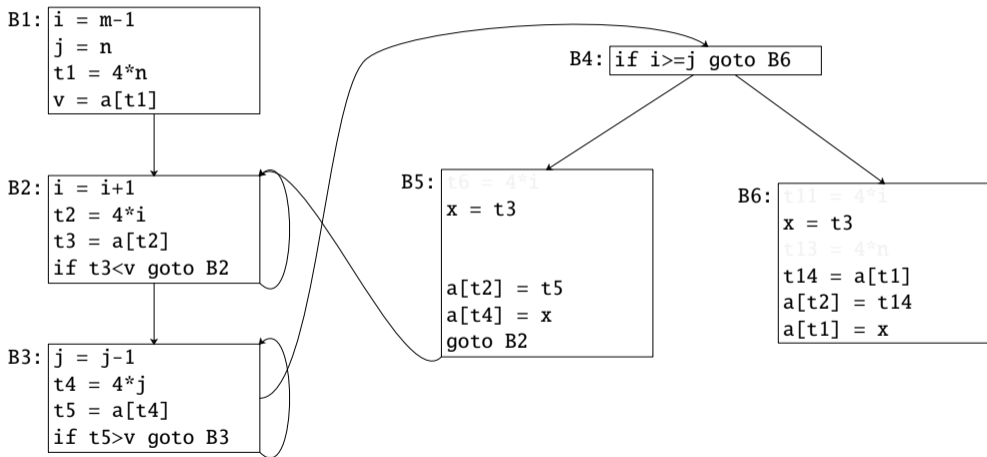 B1: i = m-1
j = n
t1 = 4*n
v = a[t1]
B2: i = i+1
t2 = 4*i
t3 = a[t2]
if t3<v goto B2
B3: j = j-1
t4 = 4*j
t5 = a[t4]
if t5>v goto B3
B4: if i>=j goto B6
B5: t6 = 4*i
x = t3
a[t2] = t5
a[t4] = x
goto B2
B6: t11 = 4*i
x = t3
t13 = 4*n
t14 = a[t1]
a[t2] = t14
a[t1] = x